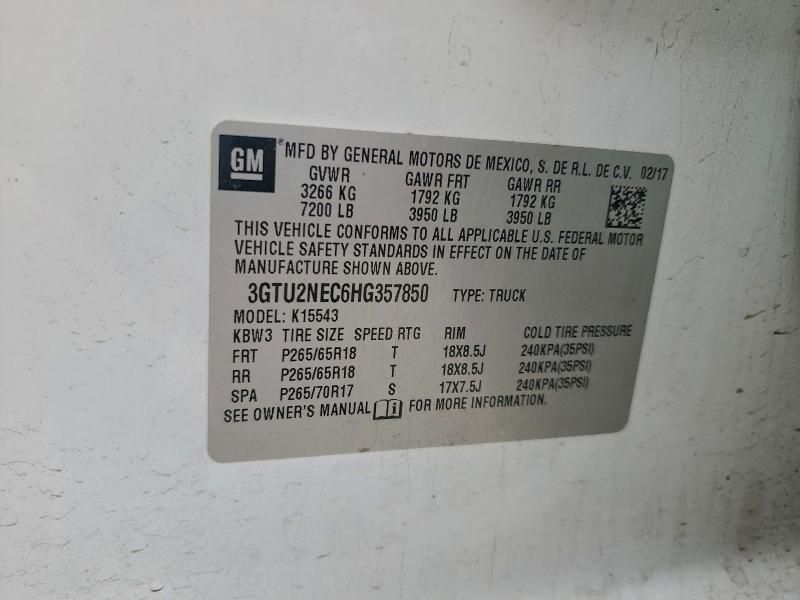 GM ® MFD BY GENERAL MOTORS DE MEXICO, S. DE R.L. DE C.V. 02/17
GVWR GAWR FRT GAWR RR
3266 KG 1792 KG 1792 KG
7200 LB 3950 LB 3950 LB
THIS VEHICLE CONFORMS TO ALL APPLICABLE U.S. FEDERAL MOTOR
VEHICLE SAFETY STANDARDS IN EFFECT ON THE DATE OF
MANUFACTURE SHOWN ABOVE.
3GTU2NEC6HG357850 TYPE: TRUCK
MODEL: K15543
KBW3 TIRE SIZE SPEED RTG RIM COLD TIRE PRESSURE
FRT P265/65R18 T 18X8.5J 240KPA(35PSI)
RR P265/65R18 T 18X8.5J 240KPA(35PSI)
SPA P265/70R17 S 17X7.5J 240KPA(35PSI)
SEE OWNER'S MANUAL i FOR MORE INFORMATION.